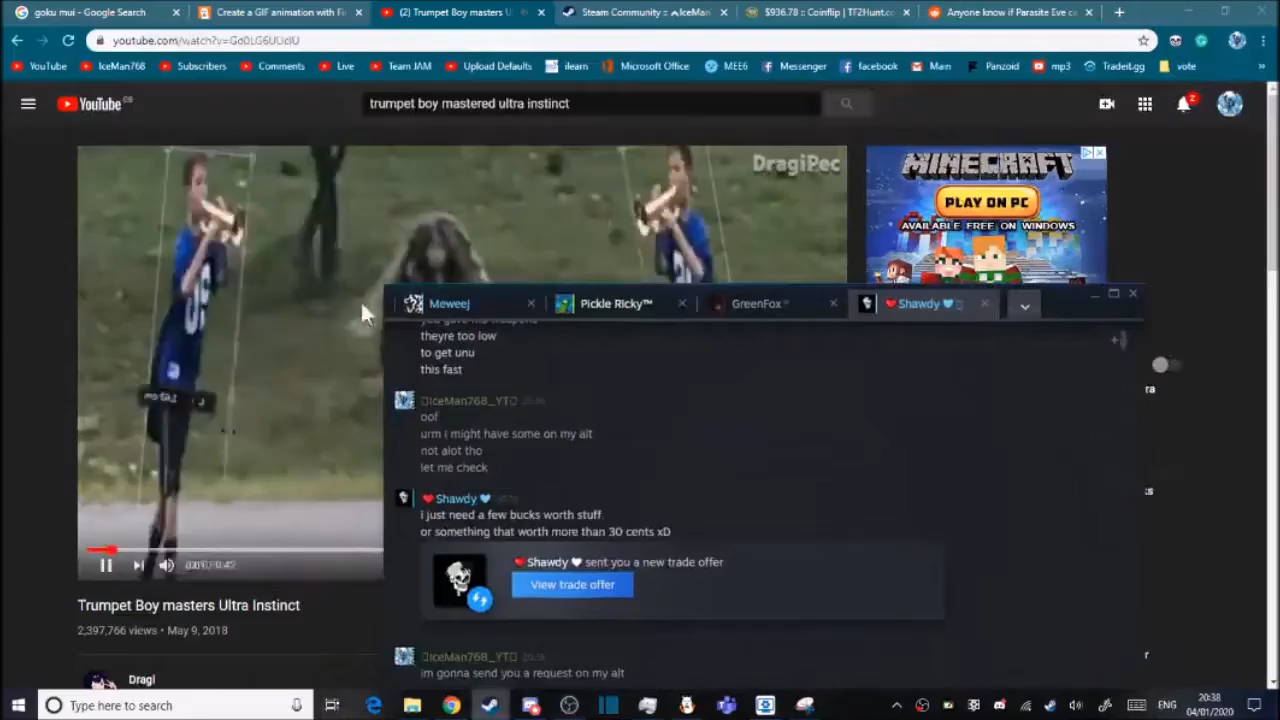 goku mui - Google Search
Create a GIF animation with Fi
(2) Trumpet Boy masters U
Steam Community ::
$936.78 :: Coinflip | TF2Hunt.co
Anyone know if Parasite Eve c
youtube.com/watch?v=
YouTube
IceMan768
Subscribers
Comments
Live
Team JAM
Upload Defaults
ilearn
Microsoft Office
MEE6
Messenger
facebook
Main
Panzoid
mp3
Tradeit.gg
vote
YouTube
trumpet boy mastered ultra instinct
2
DragiPec
MINECRAFT
PLAY ON PC
AVAILABLE FREE ON WINDOWS
Meweej
Pickle Ricky™
GreenFox
Shawdy
theyre too low
to get unu
this fast
IceMan768_YT
oof
urm i might have some on my alt
not alot tho
let me check
Shawdy
i just need a few bucks worth stuff
or something that worth more than 30 cents xD
Shawdy sent you a new trade offer
View trade offer
IceMan768_YT
im gonna send you a request on my alt
Trumpet Boy masters Ultra Instinct
2,397,766 views • May 9, 2018
Dragi
Type here to search
ENG
20:38
04/01/2020